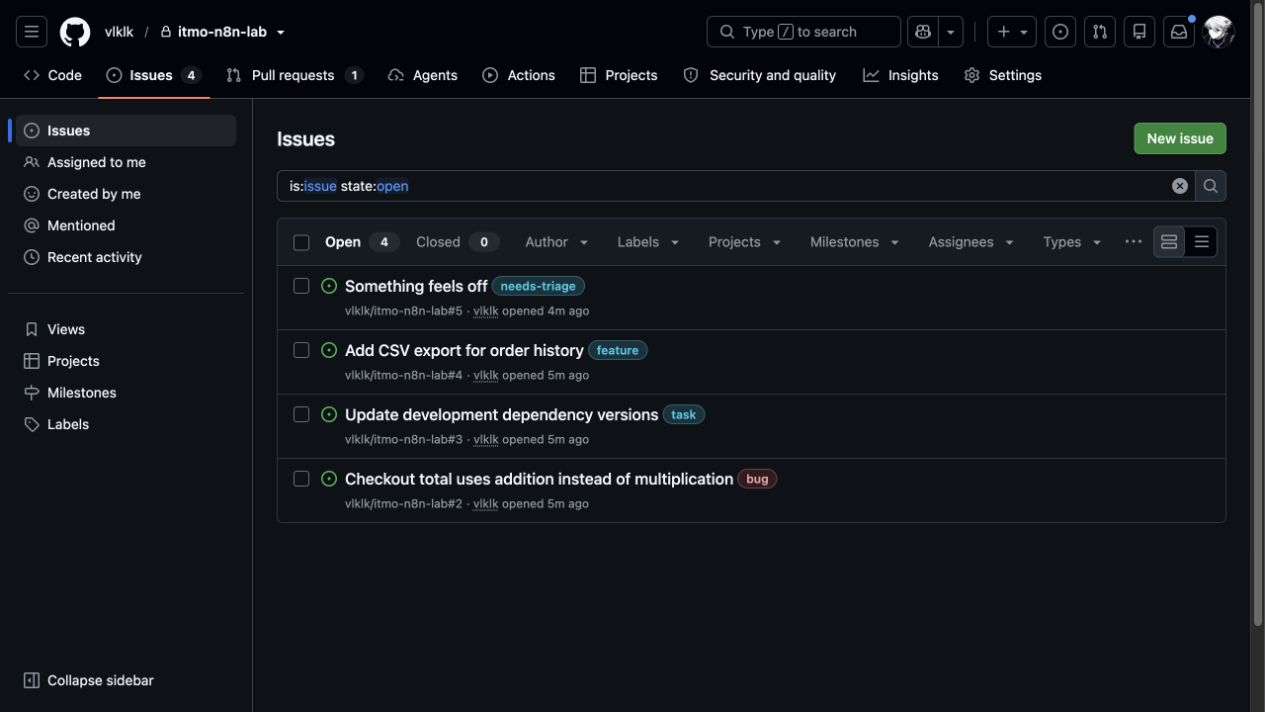 vlklk / itmo-n8n-lab
Type / to search
Code
Issues 4
Pull requests 1
Agents
Actions
Projects
Security and quality
Insights
Settings
Issues
Assigned to me
Created by me
Mentioned
Recent activity
Views
Projects
Milestones
Labels
Collapse sidebar
Issues
New issue
is:issue state:open
Open 4 Closed 0 Author Labels Projects Milestones Assignees Types
Something feels off needs-triage
vlklk/itmo-n8n-lab#5 · vlklk opened 4m ago
Add CSV export for order history feature
vlklk/itmo-n8n-lab#4 · vlklk opened 5m ago
Update development dependency versions task
vlklk/itmo-n8n-lab#3 · vlklk opened 5m ago
Checkout total uses addition instead of multiplication bug
vlklk/itmo-n8n-lab#2 · vlklk opened 5m ago